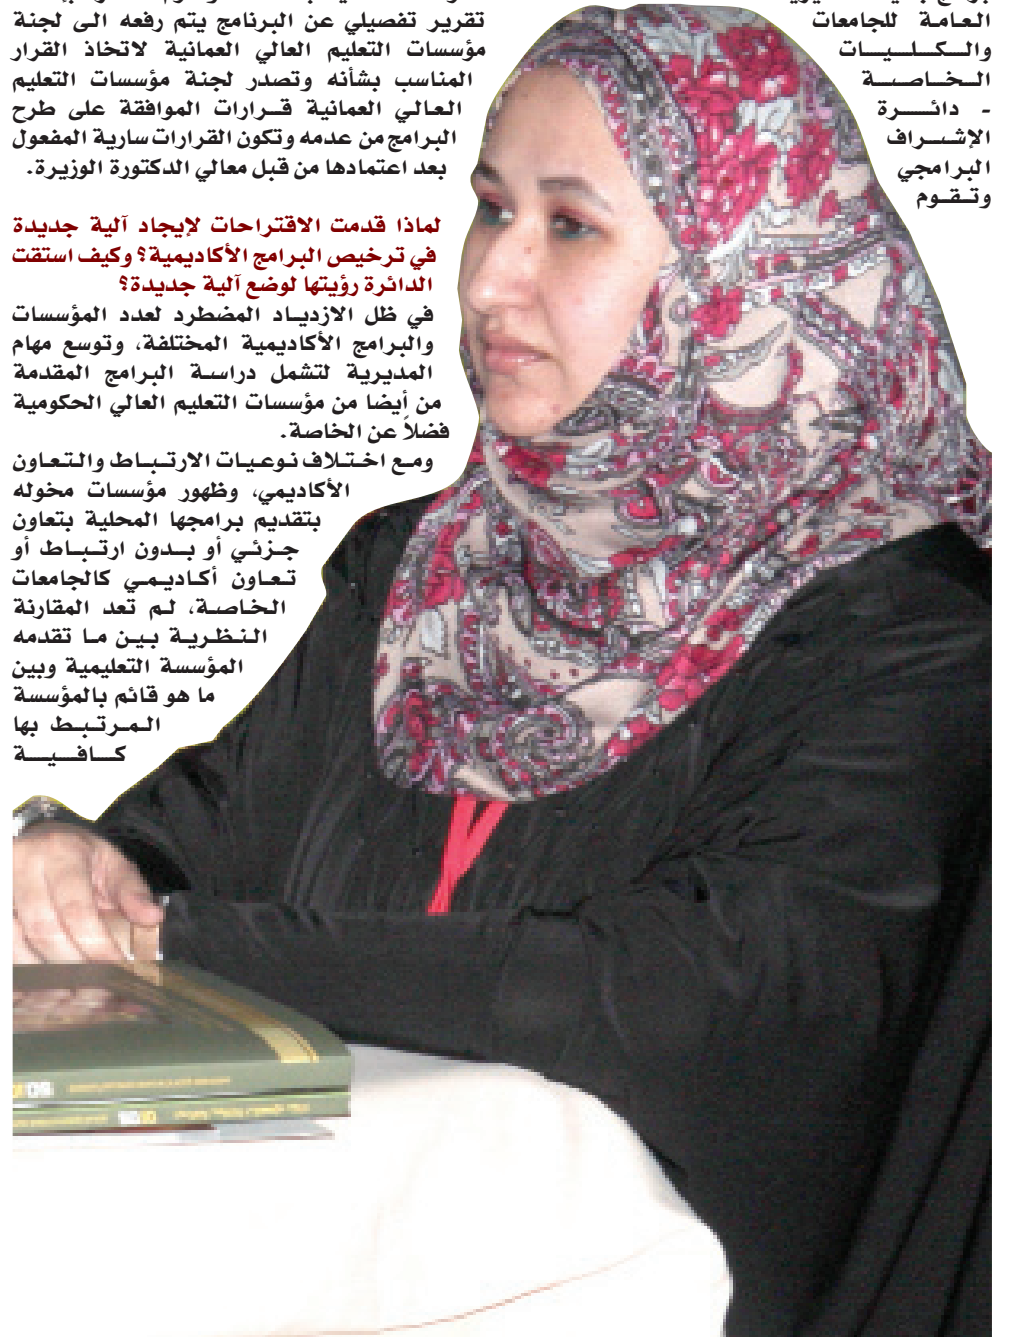 العامة للجامعات
والكليات
الخاصة
- دائرة
الإشراف
البرامجي
وتقوم
تقرير تفصيلي عن البرنامج يتم رفعه الى لجنة
مؤسسات التعليم العالي العمانية لاتخاذ القرار
المناسب بشأنه وتصدر لجنة مؤسسات التعليم
العالي العمانية قرارات الموافقة على طرح
البرامج من عدمه وتكون القرارات سارية المفعول
بعد اعتمادها من قبل معالي الدكتورة الوزيرة.
لماذا قدمت الاقتراحات لإيجاد آلية جديدة
في ترخيص البرامج الأكاديمية؟ وكيف استقت
الدائرة رؤيتها لوضع آلية جديدة؟
في ظل الازدياد المضطرد لعدد المؤسسات
والبرامج الأكاديمية المختلفة، وتوسع مهام
المديرية لتشمل دراسة البرامج المقدمة
من أيضا من مؤسسات التعليم العالي الحكومية
فضلاً عن الخاصة.
ومع اختلاف نوعيات الارتباط والتعاون
الأكاديمي، وظهور مؤسسات مخوله
بتقديم برامجها المحلية بتعاون
جزئي أو بدون ارتباط أو
تعاون أكاديمي كالجامعات
الخاصة، لم تعد المقارنة
النظرية بين ما تقدمه
المؤسسة التعليمية وبين
ما هو قائم بالمؤسسة
المرتبط بها
كافية